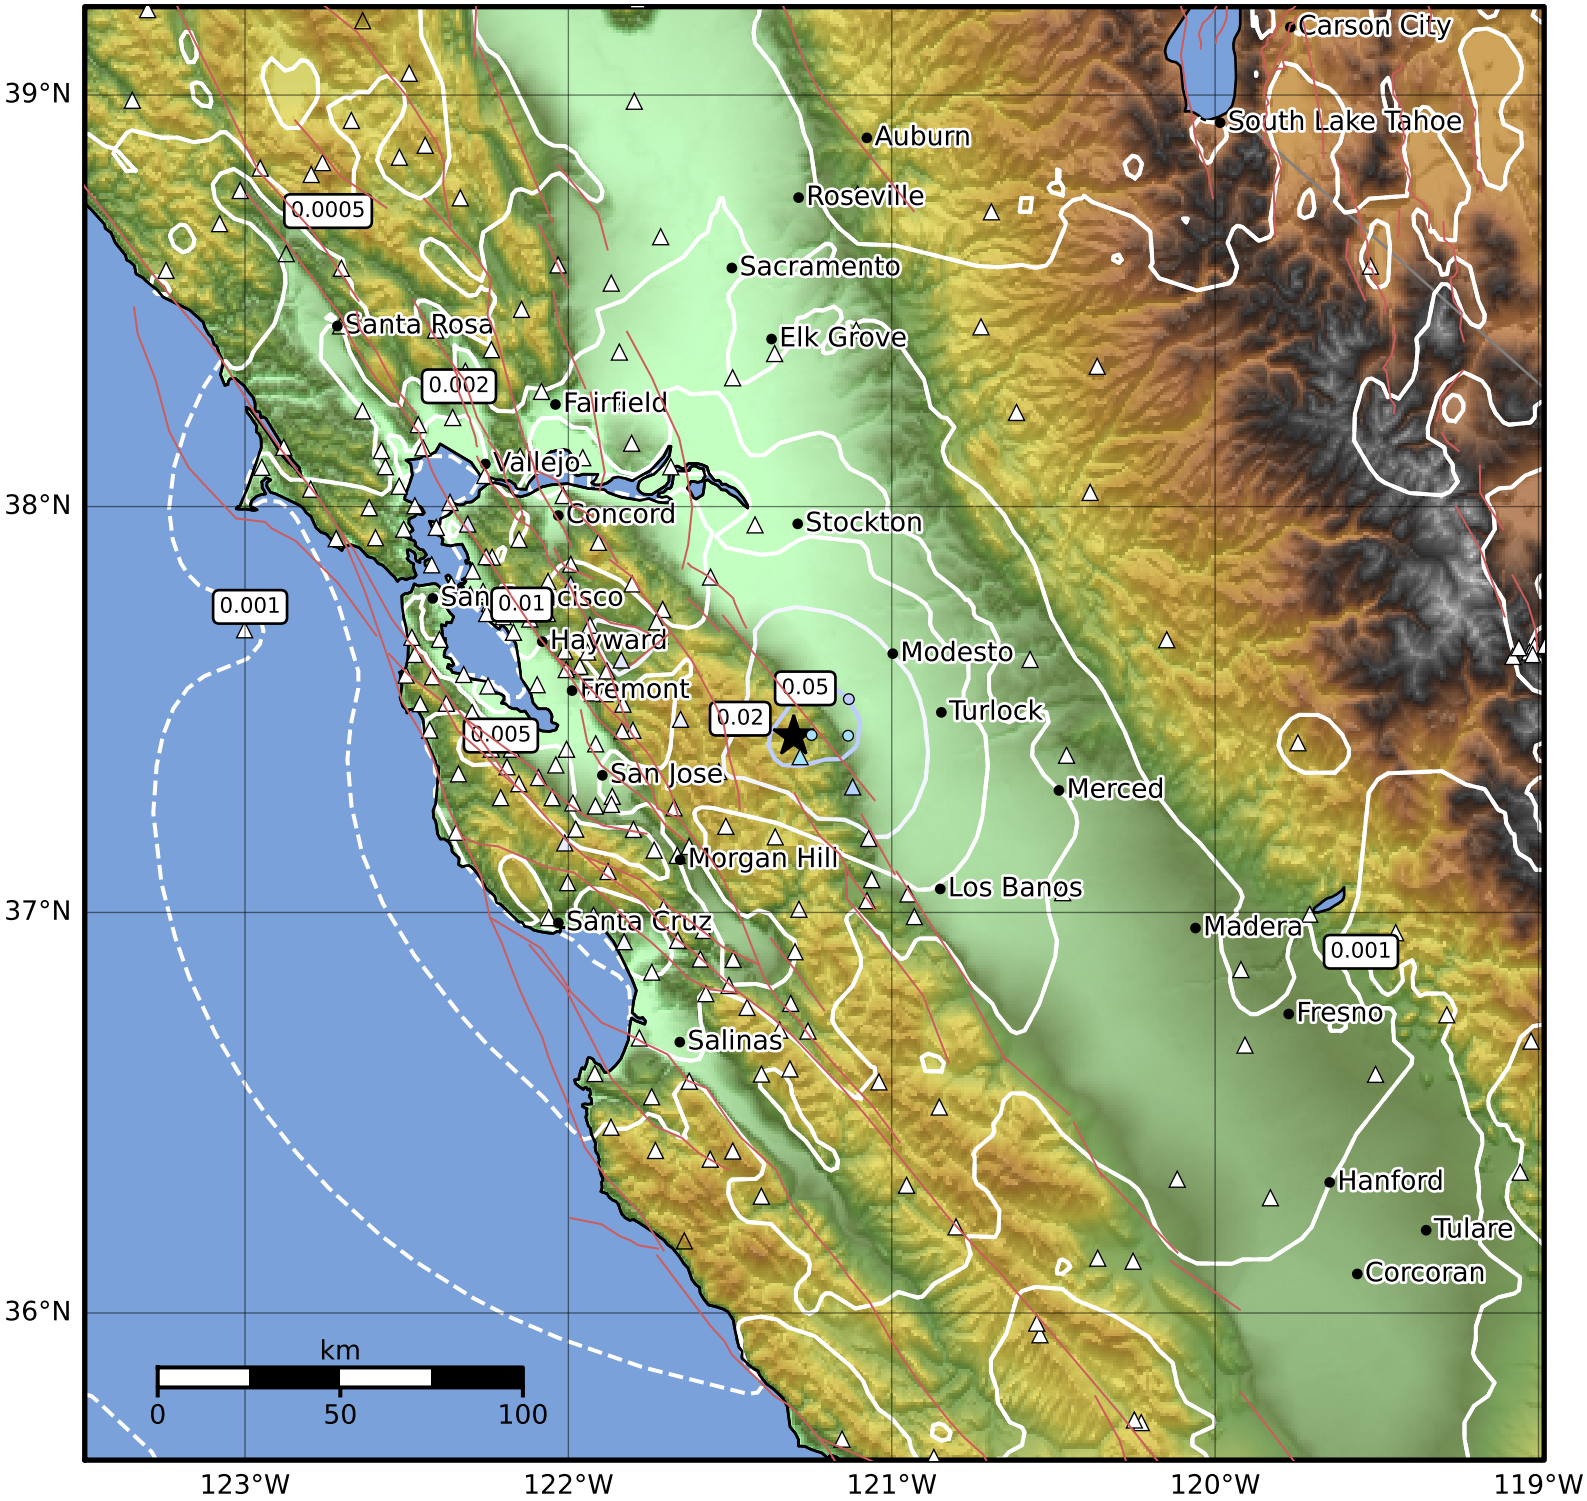 Carson City
39°N
South Lake Tahoe
Auburn
Roseville
0.0005
Sacramento
Santa Rosa
Elk Grove
0.002
Fairfield
Vallejo
38°N
Concord
Stockton
0.001
San
0.01
cisco
Hayward
Modesto
0.05
Fremont
0.02
Turlock
0.005
San Jose
Merced
Morgan Hill
Los Banos
37°N
Santa Cruz
Madera
0.001
Fresno
Salinas
Hanford
Tulare
Corcoran
36°N
km
0 50 100
123°W 122°W 121°W 120°W 119°W